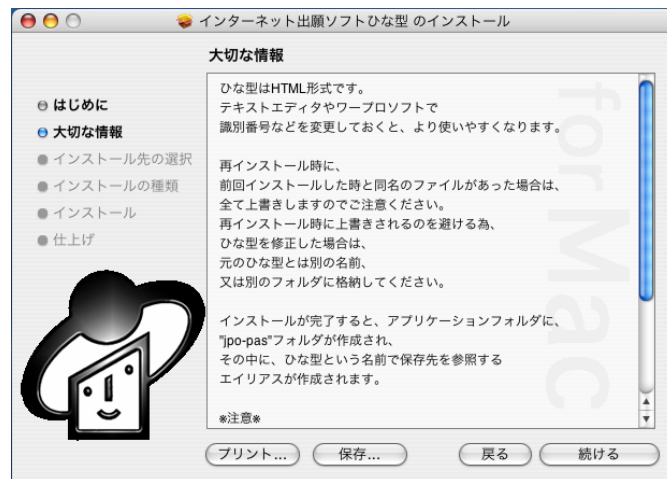 インターネット出願ソフトひな型 のインストール
大切な情報
はじめに
大切な情報
インストール先の選択
インストールの種類
インストール
仕上げ
ひな型はHTML形式です。
テキストエディタやワープロソフトで
識別番号などを変更しておくと、より使いやすくなります。
再インストール時に、
前回インストールした時と同名のファイルがあった場合は、
全て上書きしますのでご注意ください。
再インストール時に上書きされるのを避ける為、
ひな型を修正した場合は、
元のひな型とは別の名前、
又は別のフォルダに格納してください。
インストールが完了すると、アプリケーションフォルダに、
"jpo-pas"フォルダが作成され、
その中に、ひな型という名前で保存先を参照する
エイリアスが作成されます。
※注意※
for Mac
プリント...
保存...
戻る
続ける